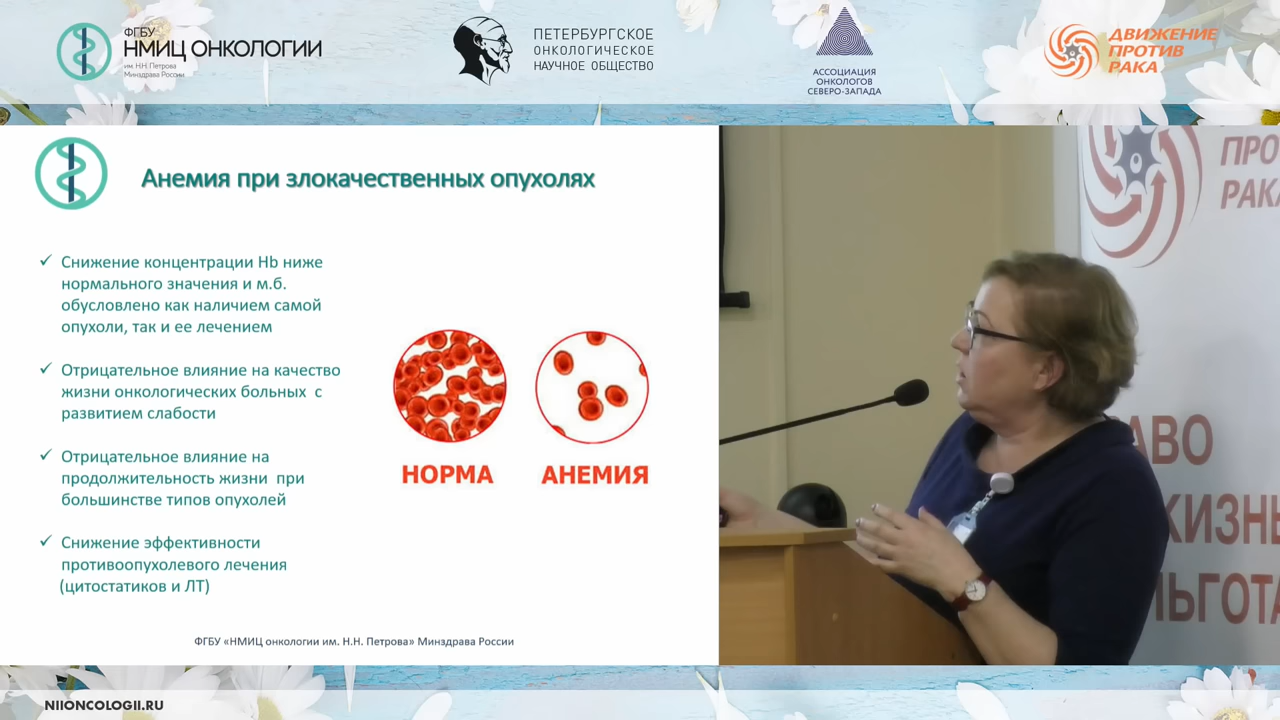 ФГБУ
НМИЦ ОНКОЛОГИИ
им. Н.Н. Петрова
Минздрава России
ПЕТЕРБУРГСКОЕ
ОНКОЛОГИЧЕСКОЕ
НАУЧНОЕ ОБЩЕСТВО
АССОЦИАЦИЯ
ОНКОЛОГОВ
СЕВЕРО-ЗАПАДА
ДВИЖЕНИЕ
ПРОТИВ
РАКА
Анемия при злокачественных опухолях
✓ Снижение концентрации Hb ниже
нормального значения и м.б.
обусловлено как наличием самой
опухоли, так и ее лечением
✓ Отрицательное влияние на качество
жизни онкологических больных с
развитием слабости
✓ Отрицательное влияние на
продолжительность жизни при
большинстве типов опухолей
✓ Снижение эффективности
противоопухолевого лечения
(цитостатиков и ЛТ)
НОРМА
АНЕМИЯ
ФГБУ «НМИЦ онкологии им. Н.Н. Петрова» Минздрава России
ПРО
РАКА
АВО
ЖИЗНЬ
ЛЬГОТА
NIIONCOLOGII.RU